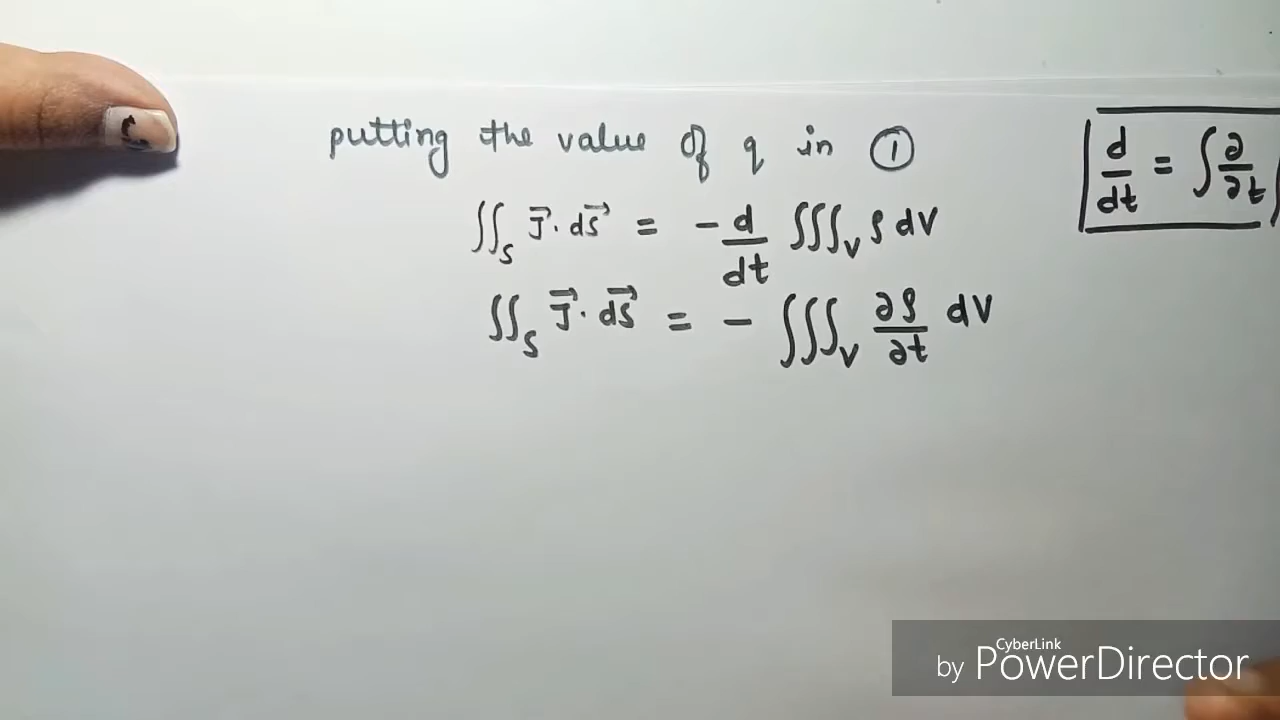 putting the value of q in ①
d/dt = ∫ ∂/∂t
∬_S J⃗ · dS⃗ = - d/dt ∭_V ρ dV
∬_S J⃗ · dS⃗ = - ∭_V ∂ρ/∂t dV
CyberLink
by PowerDirector